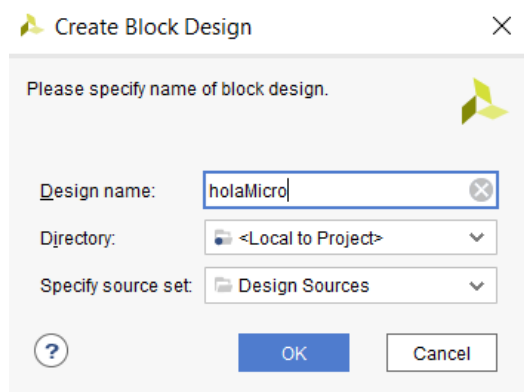 Create Block Design
Please specify name of block design.
Design name: holaMicro
Directory: <Local to Project>
Specify source set: Design Sources
? OK Cancel